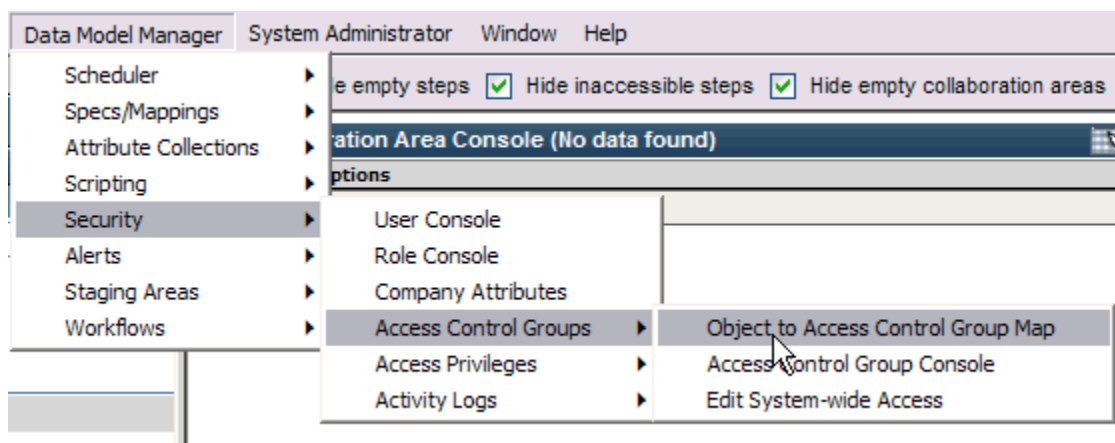 Data Model Manager System Administrator Window Help
Scheduler
empty steps Hide inaccessible steps Hide empty collaboration areas
Specs/Mappings
Attribute Collections
Area Console (No data found)
Scripting
Security
User Console
Alerts
Role Console
Staging Areas
Company Attributes
Workflows
Access Control Groups
Object to Access Control Group Map
Access Privileges
Access Control Group Console
Activity Logs
Edit System-wide Access